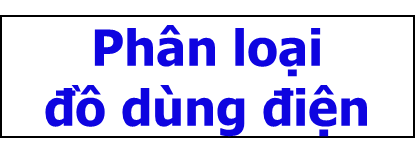 Phân loại
đồ dùng điện